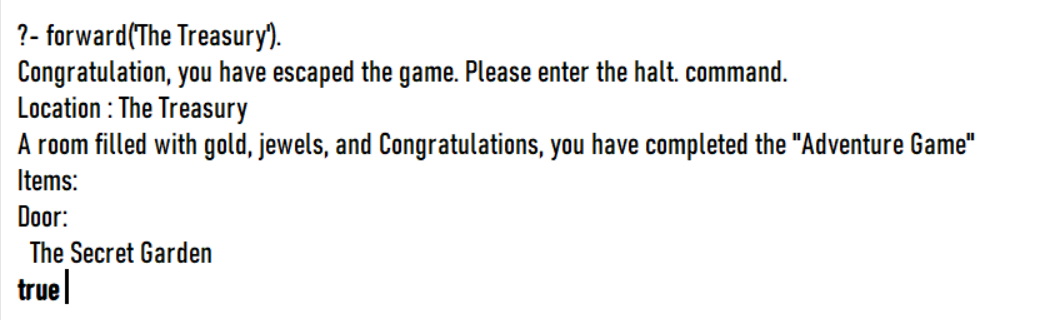 ?- forward('The Treasury').
Congratulation, you have escaped the game. Please enter the halt. command.
Location : The Treasury
A room filled with gold, jewels, and Congratulations, you have completed the "Adventure Game"
Items:
Door:
The Secret Garden
true